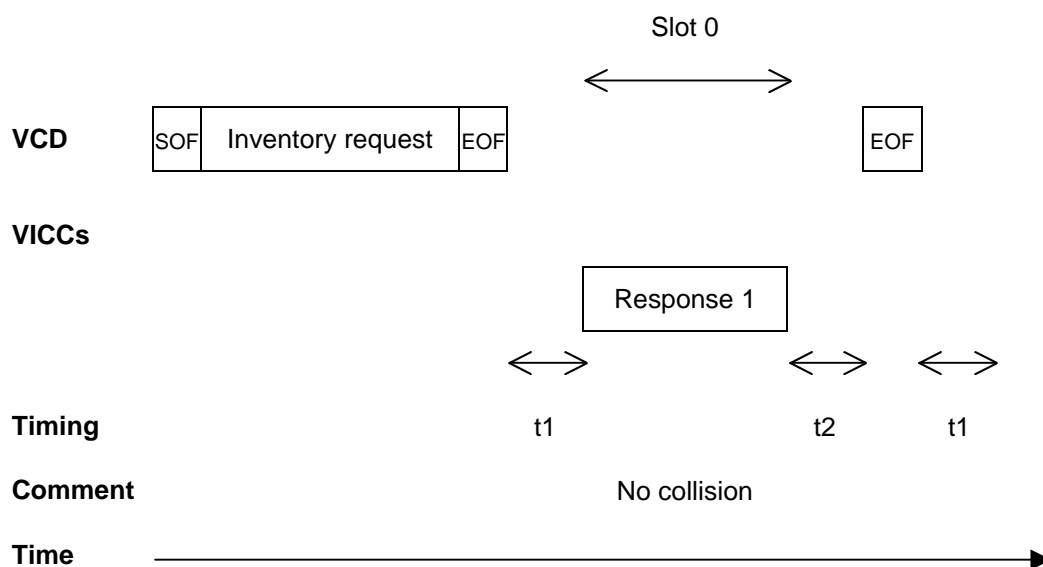 Slot 0
VCD SOF Inventory request EOF EOF
VICCs
Response 1
Timing t1 t2 t1
Comment No collision
Time